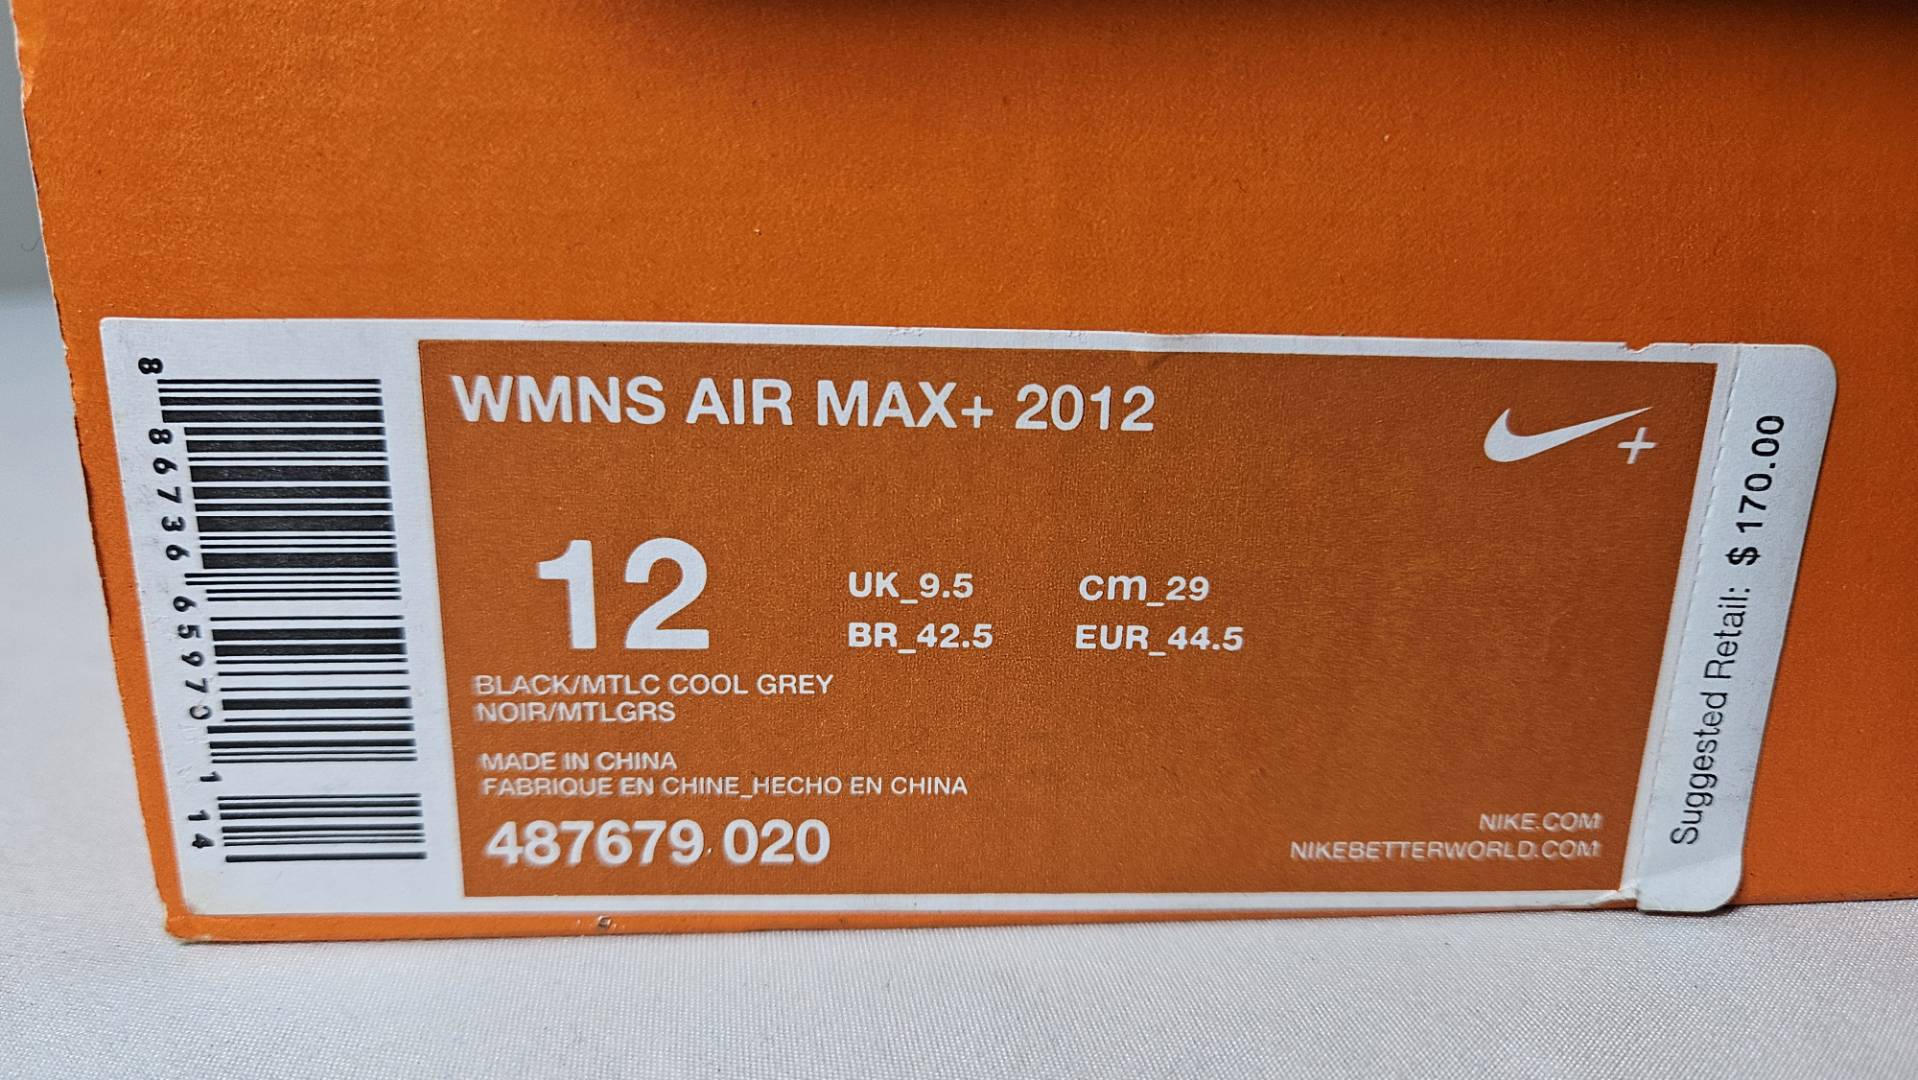 WMNS AIR MAX+ 2012
12
UK_9.5 cm_29
BR_42.5 EUR_44.5
BLACK/MTLC COOL GREY
NOIR/MTLGRS
MADE IN CHINA
FABRIQUE EN CHINE_HECHO EN CHINA
487679 020
NIKE.COM
NIKEBETTERWORLD.COM
8 86736 65970 1 14
Suggested Retail: $ 170.00